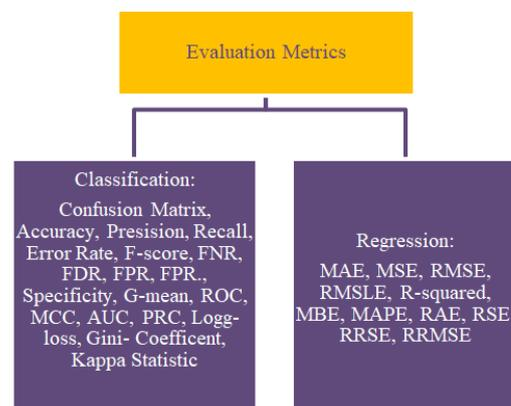 Evaluation Metrics
Classification:
Confusion Matrix,
Accuracy, Presision, Recall,
Error Rate, F-score, FNR,
FDR, FPR, FPR.,
Specificity, G-mean, ROC,
MCC, AUC, PRC, Logg-
loss, Gini- Coefficent,
Kappa Statistic
Regression:
MAE, MSE, RMSE,
RMSLE, R-squared,
MBE, MAPE, RAE, RSE
RRSE, RRMSE